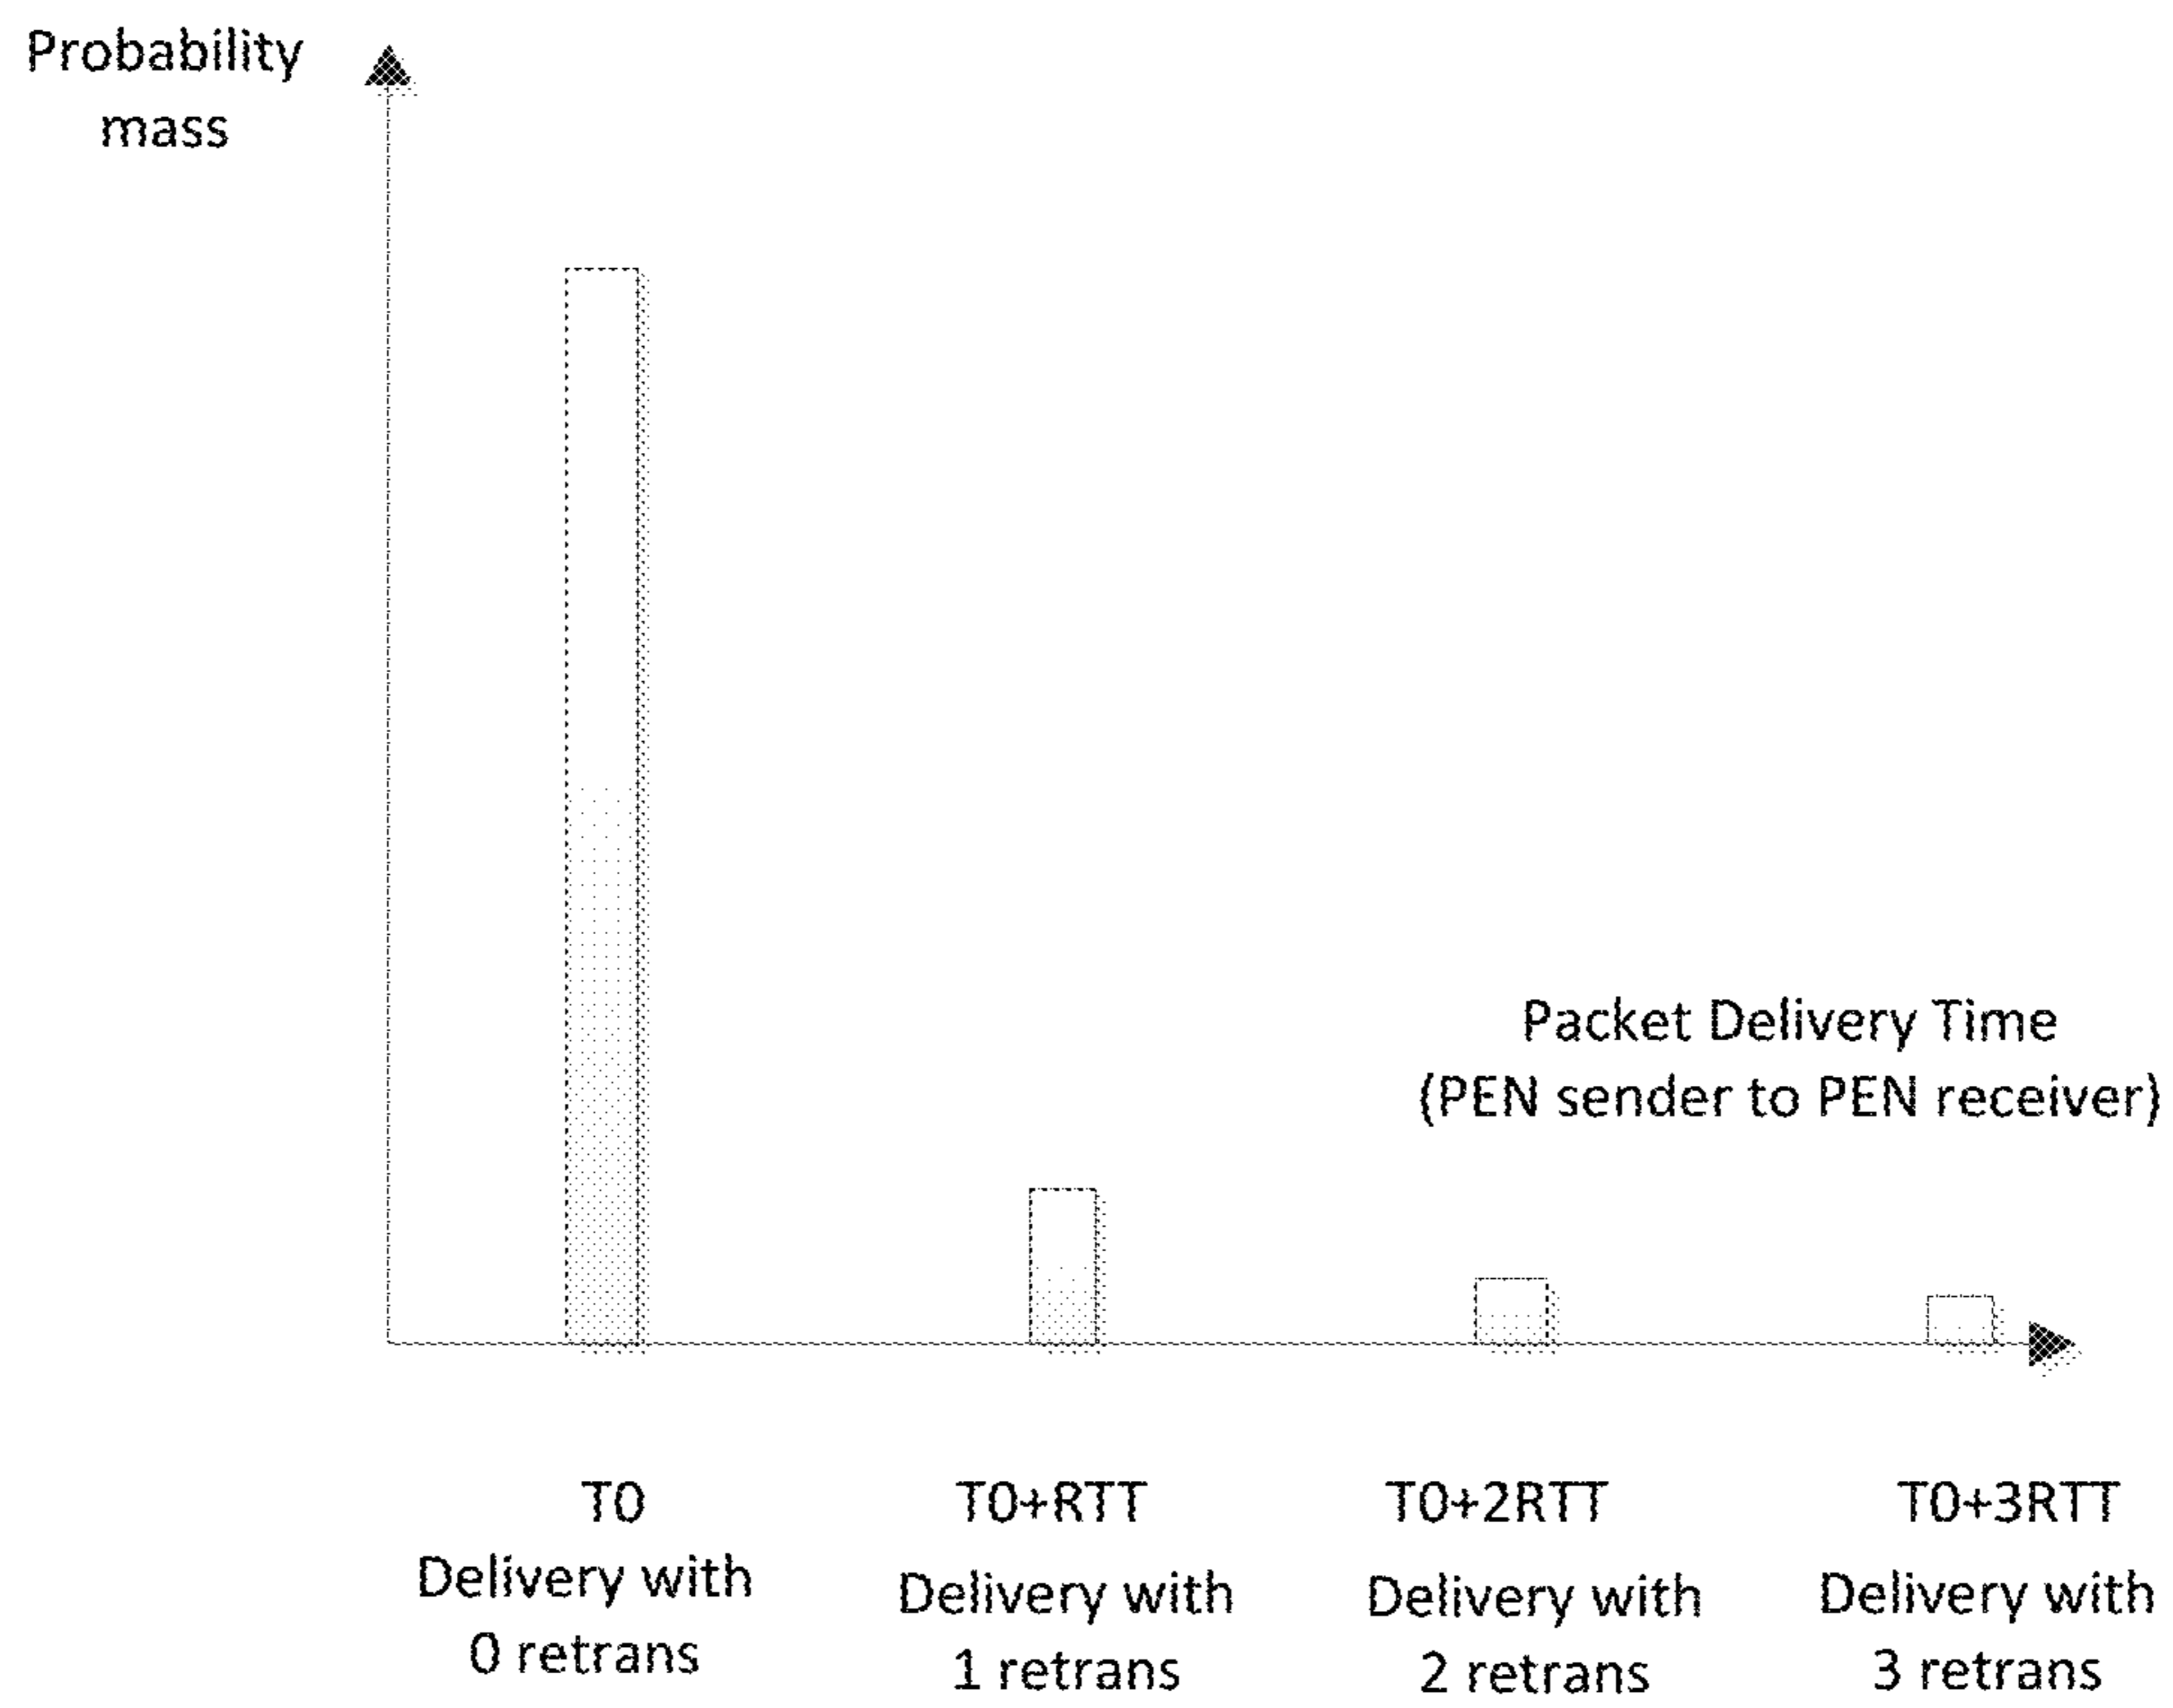 Probability
mass
Packet Delivery Time
(PEN sender to PEN receiver)
T0
Delivery with
0 retrans
T0+RTT
Delivery with
1 retrans
T0+2RTT
Delivery with
2 retrans
T0+3RTT
Delivery with
3 retrans